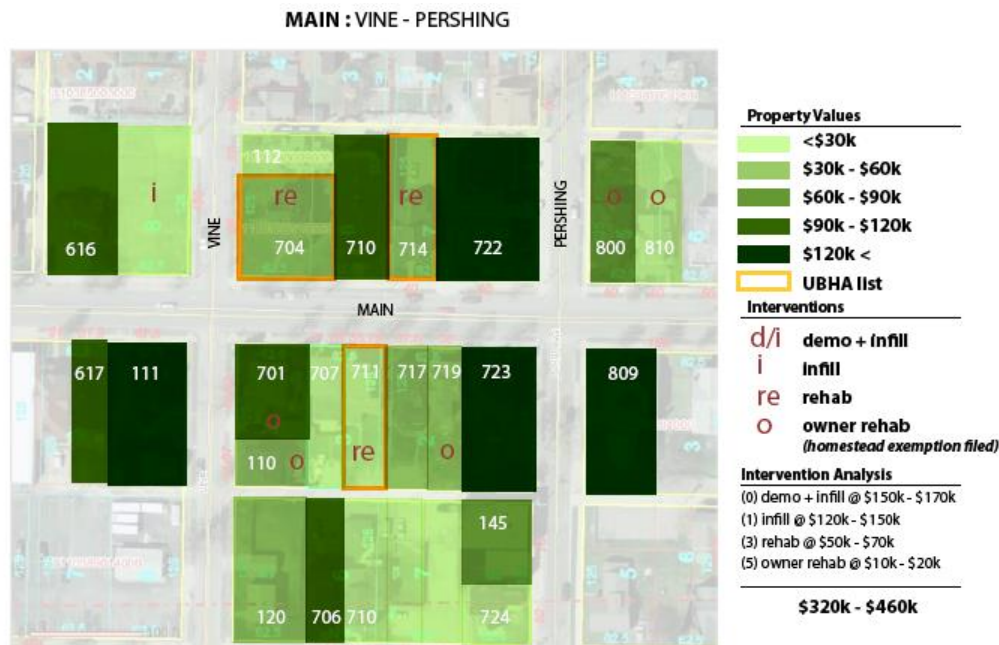 MAIN : VINE - PERSHING
112
re
re
i
o
o
616
704
710
714
722
800
810
VINE
PERSHING
MAIN
617
111
701
707
711
717
719
723
809
o
110
o
re
o
145
120
706
710
724
Property Values
<$30k
$30k - $60k
$60k - $90k
$90k - $120k
$120k <
UBHA list
Interventions
d/i demo + infill
i infill
re rehab
o owner rehab
(homestead exemption filed)
Intervention Analysis
(0) demo + infill @ $150k - $170k
(1) infill @ $120k - $150k
(3) rehab @ $50k - $70k
(5) owner rehab @ $10k - $20k
$320k - $460k